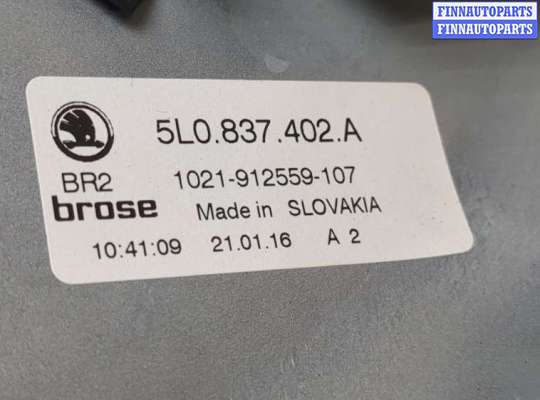 FINNAUTOPARTS
FINNAUTOPARTS
5L0.837.402.A
BR2 1021-912559-107
brose Made in SLOVAKIA
10:41:09 21.01.16 A 2